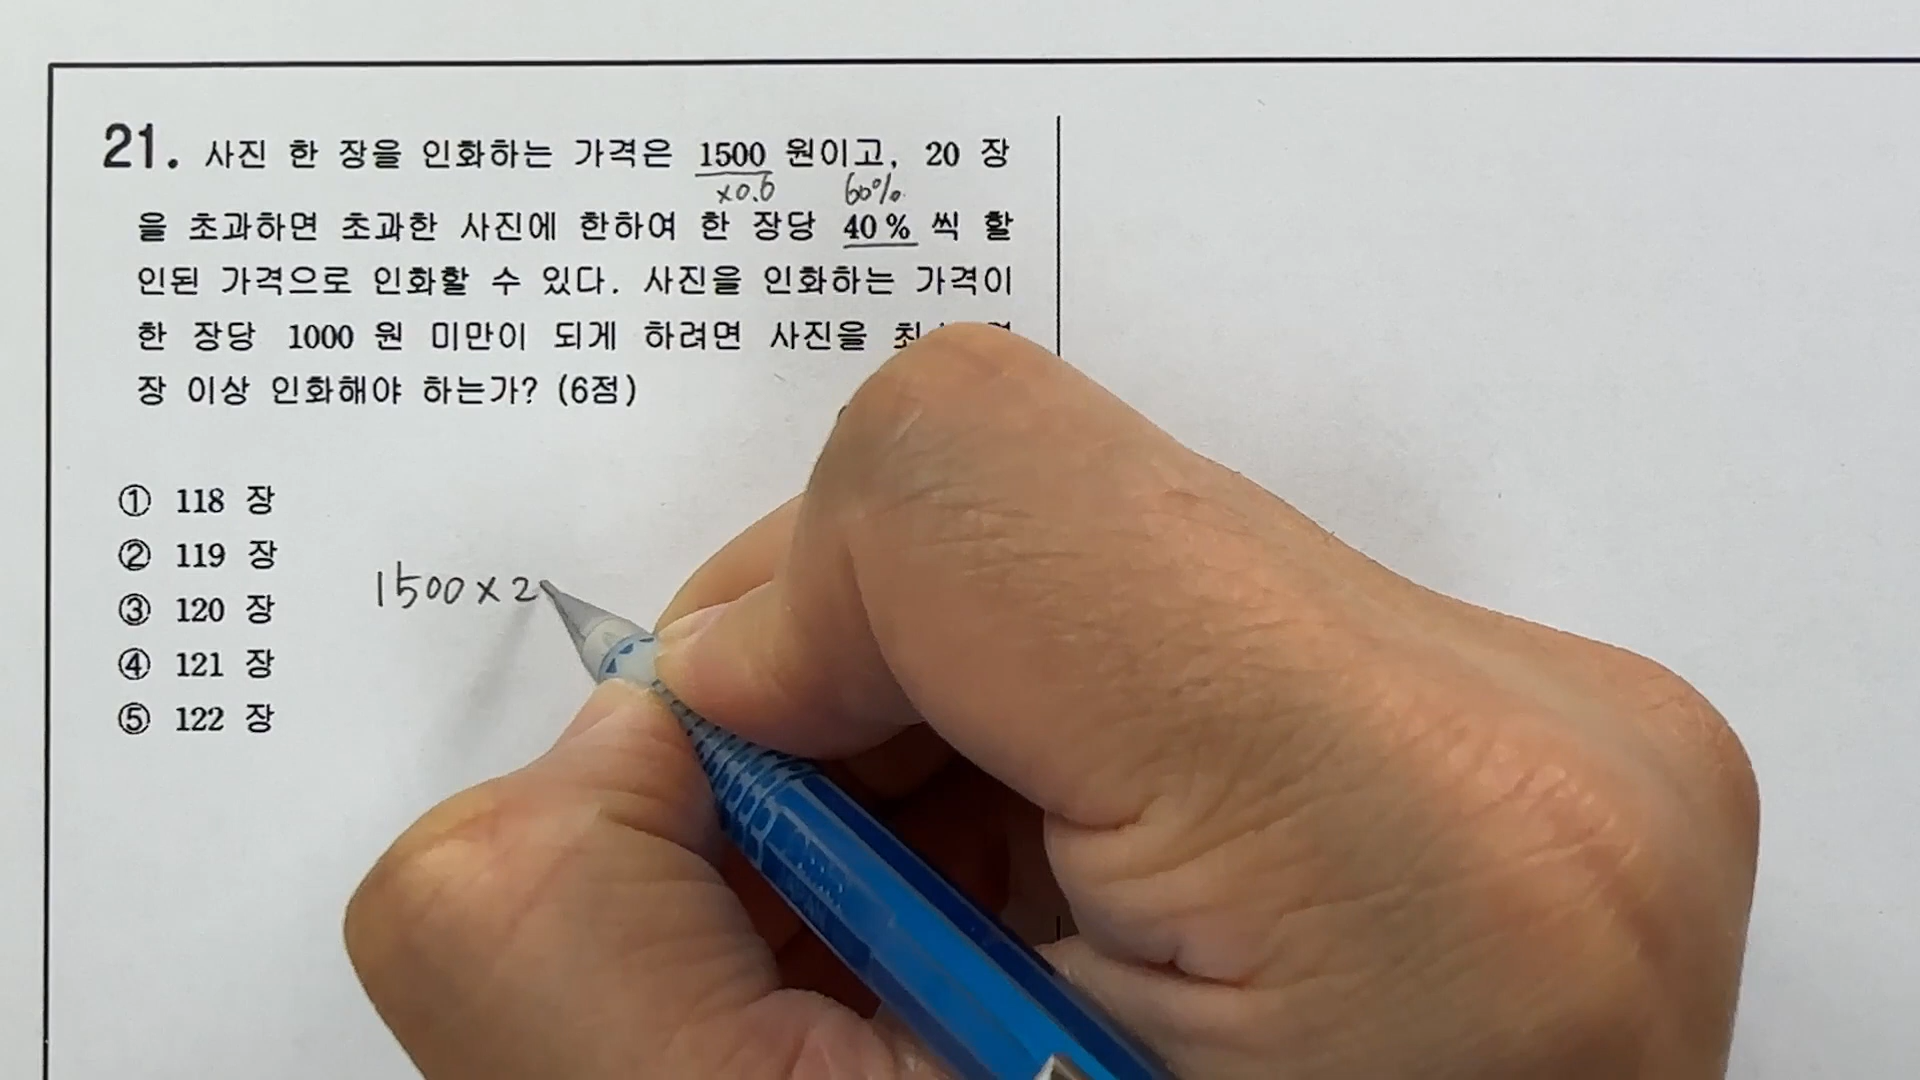 21. 사진 한 장을 인화하는 가격은 1500 원이고, 20 장
×0.6 60%
을 초과하면 초과한 사진에 한하여 한 장당 40 % 씩 할
인된 가격으로 인화할 수 있다. 사진을 인화하는 가격이
한 장당 1000 원 미만이 되게 하려면 사진을
장 이상 인화해야 하는가? (6점)
① 118 장
② 119 장
③ 120 장
④ 121 장
⑤ 122 장
1500×2